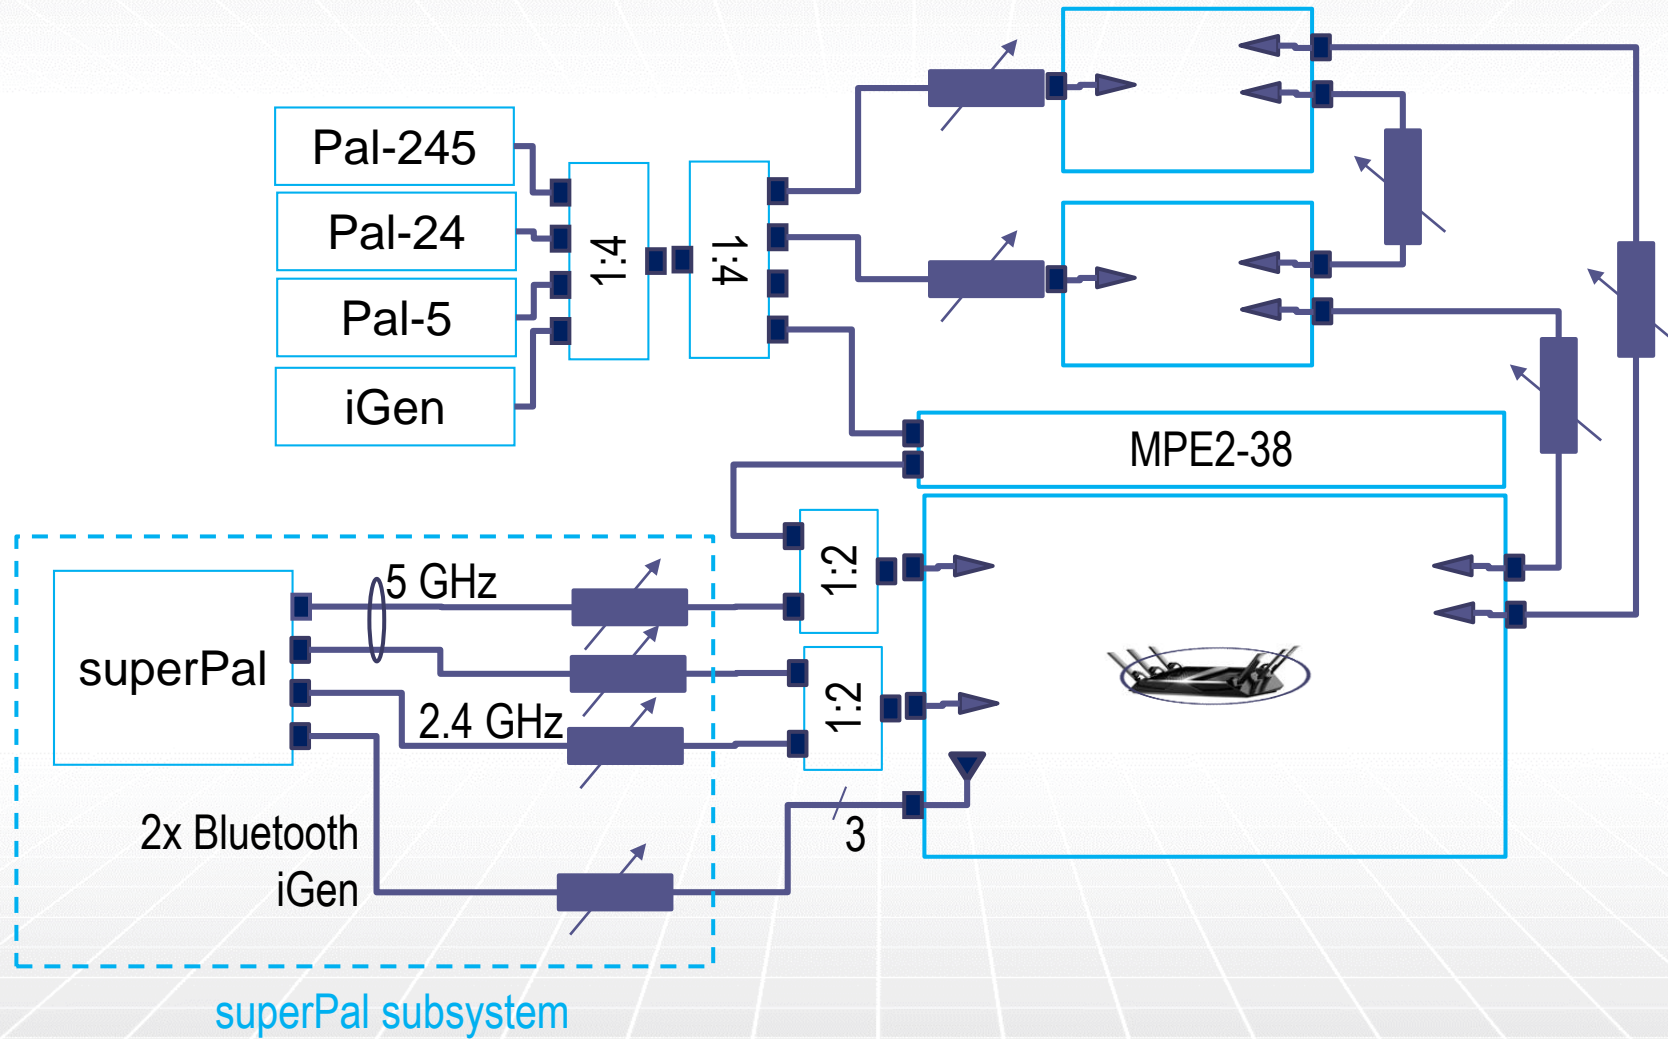 Pal-245
Pal-24
Pal-5
iGen
1:4
1:4
MPE2-38
1:2
1:2
5 GHz
superPal
2.4 GHz
2x Bluetooth
iGen
3
superPal subsystem